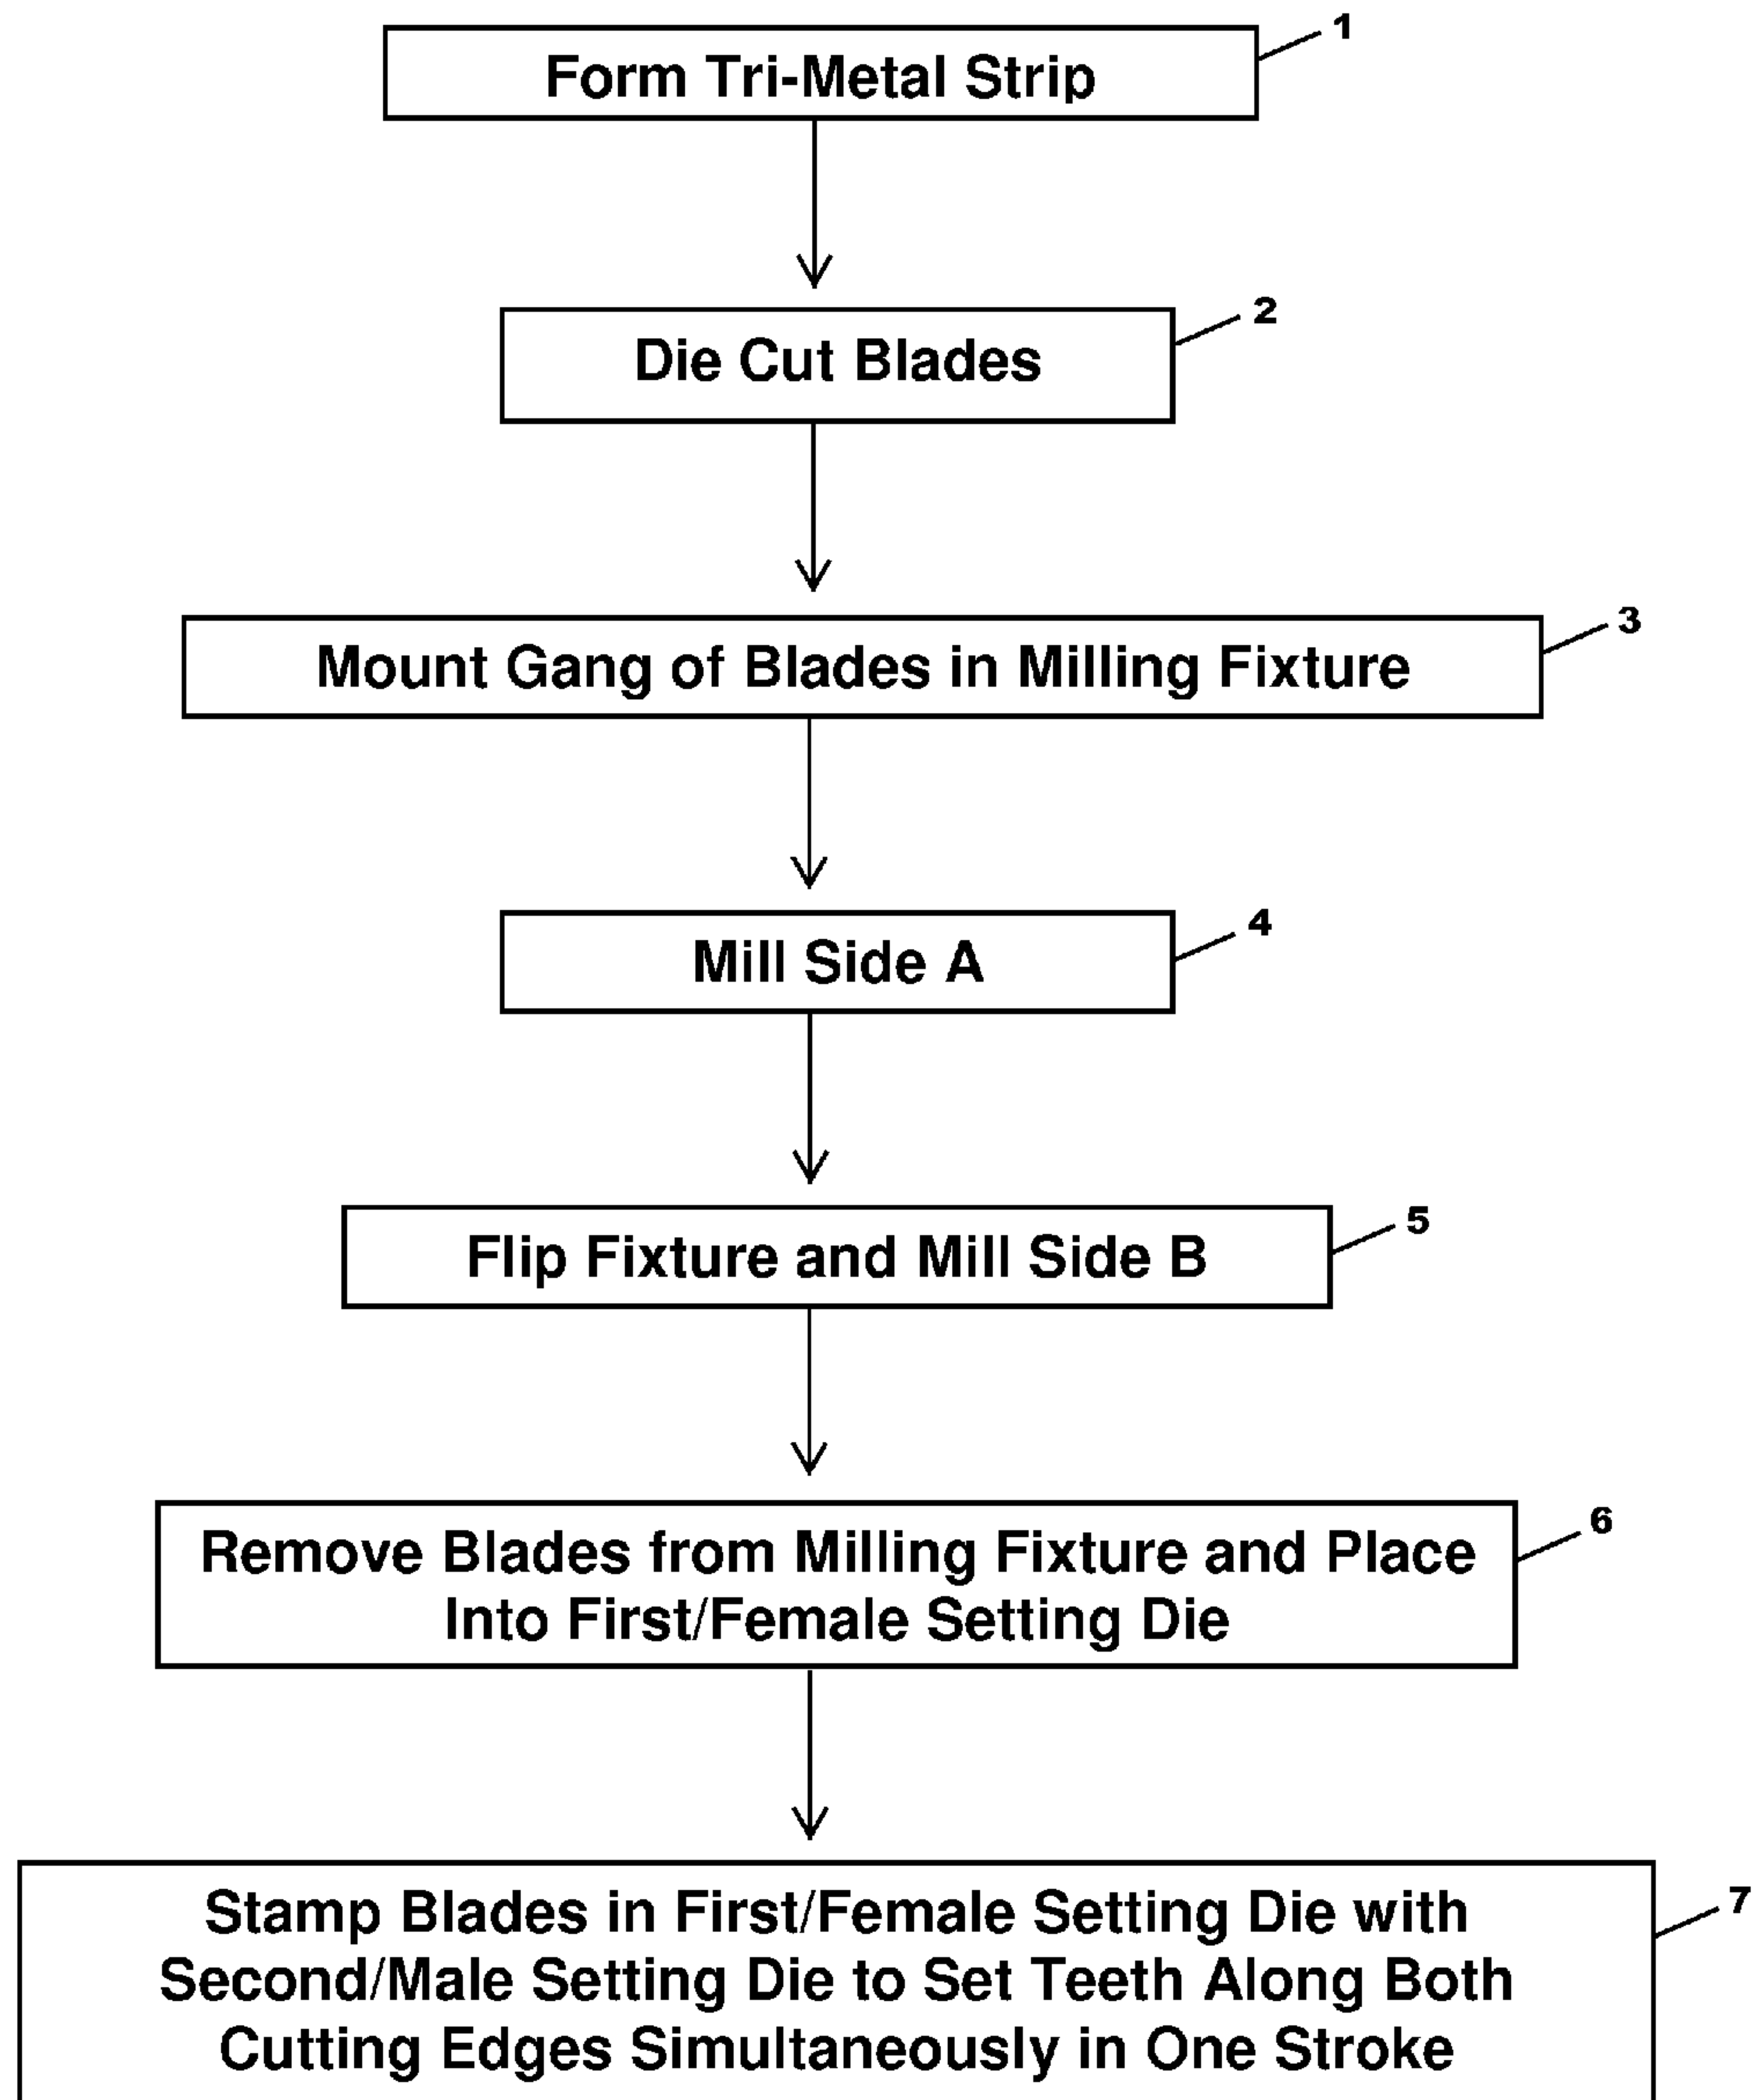 1
Form Tri-Metal Strip
2
Die Cut Blades
3
Mount Gang of Blades in Milling Fixture
4
Mill Side A
5
Flip Fixture and Mill Side B
6
Remove Blades from Milling Fixture and Place
Into First/Female Setting Die
7
Stamp Blades in First/Female Setting Die with
Second/Male Setting Die to Set Teeth Along Both
Cutting Edges Simultaneously in One Stroke